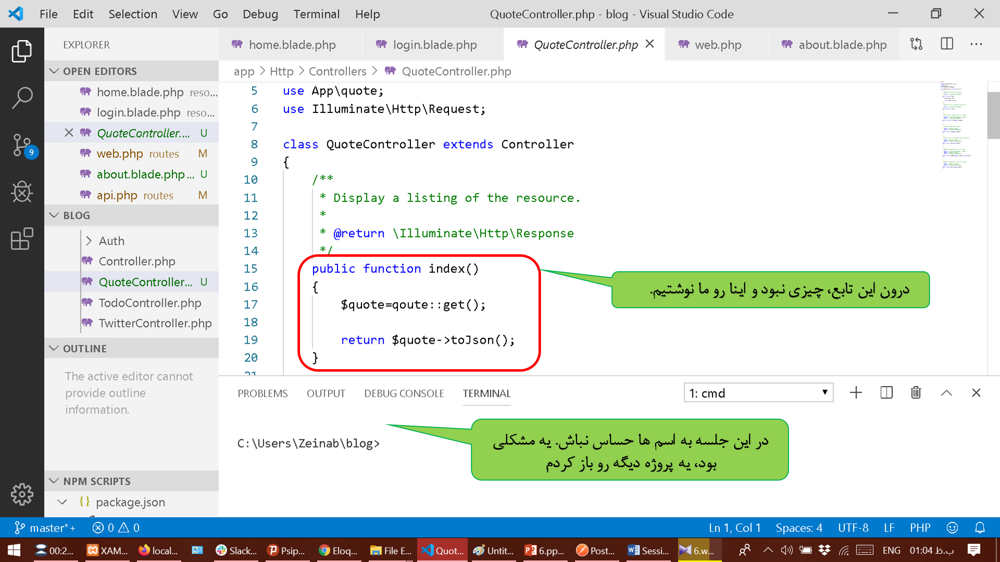 File Edit Selection View Go Debug Terminal Help
QuoteController.php - blog - Visual Studio Code
EXPLORER
home.blade.php
login.blade.php
QuoteController.php
web.php
about.blade.php
OPEN EDITORS
home.blade.php reso...
login.blade.php reso...
QuoteController.... U
web.php routes M
about.blade.php ... U
api.php routes M
9
BLOG
Auth
Controller.php
QuoteController... U
TodoController.php
TwitterController.php
OUTLINE
The active editor cannot
provide outline
information.
NPM SCRIPTS
{ } package.json
app > Http > Controllers > QuoteController.php
5 use App\quote;
6 use Illuminate\Http\Request;
7
8 class QuoteController extends Controller
9 {
10 /**
11 * Display a listing of the resource.
12 *
13 * @return \Illuminate\Http\Response
14 */
15 public function index()
16 {
17 $quote=qoute::get();
18
19 return $quote->toJson();
20 }
21
درون این تابع، چیزی نبود و اینا رو ما نوشتیم.
PROBLEMS OUTPUT DEBUG CONSOLE TERMINAL
1: cmd
C:\Users\Zeinab\blog>
در این جلسه به اسم ها حساس نباش. یه مشکلی
بود، یه پروژه دیگه رو باز کردم
master*+ 0 0
Ln 1, Col 1 Spaces: 4 UTF-8 LF PHP
00:2... XAM... local... Slack... Psip... Eloq... File E... Quot... Untit... 6.pp... Post... Sessi... 6.w... ENG 01:04 ب.ظ